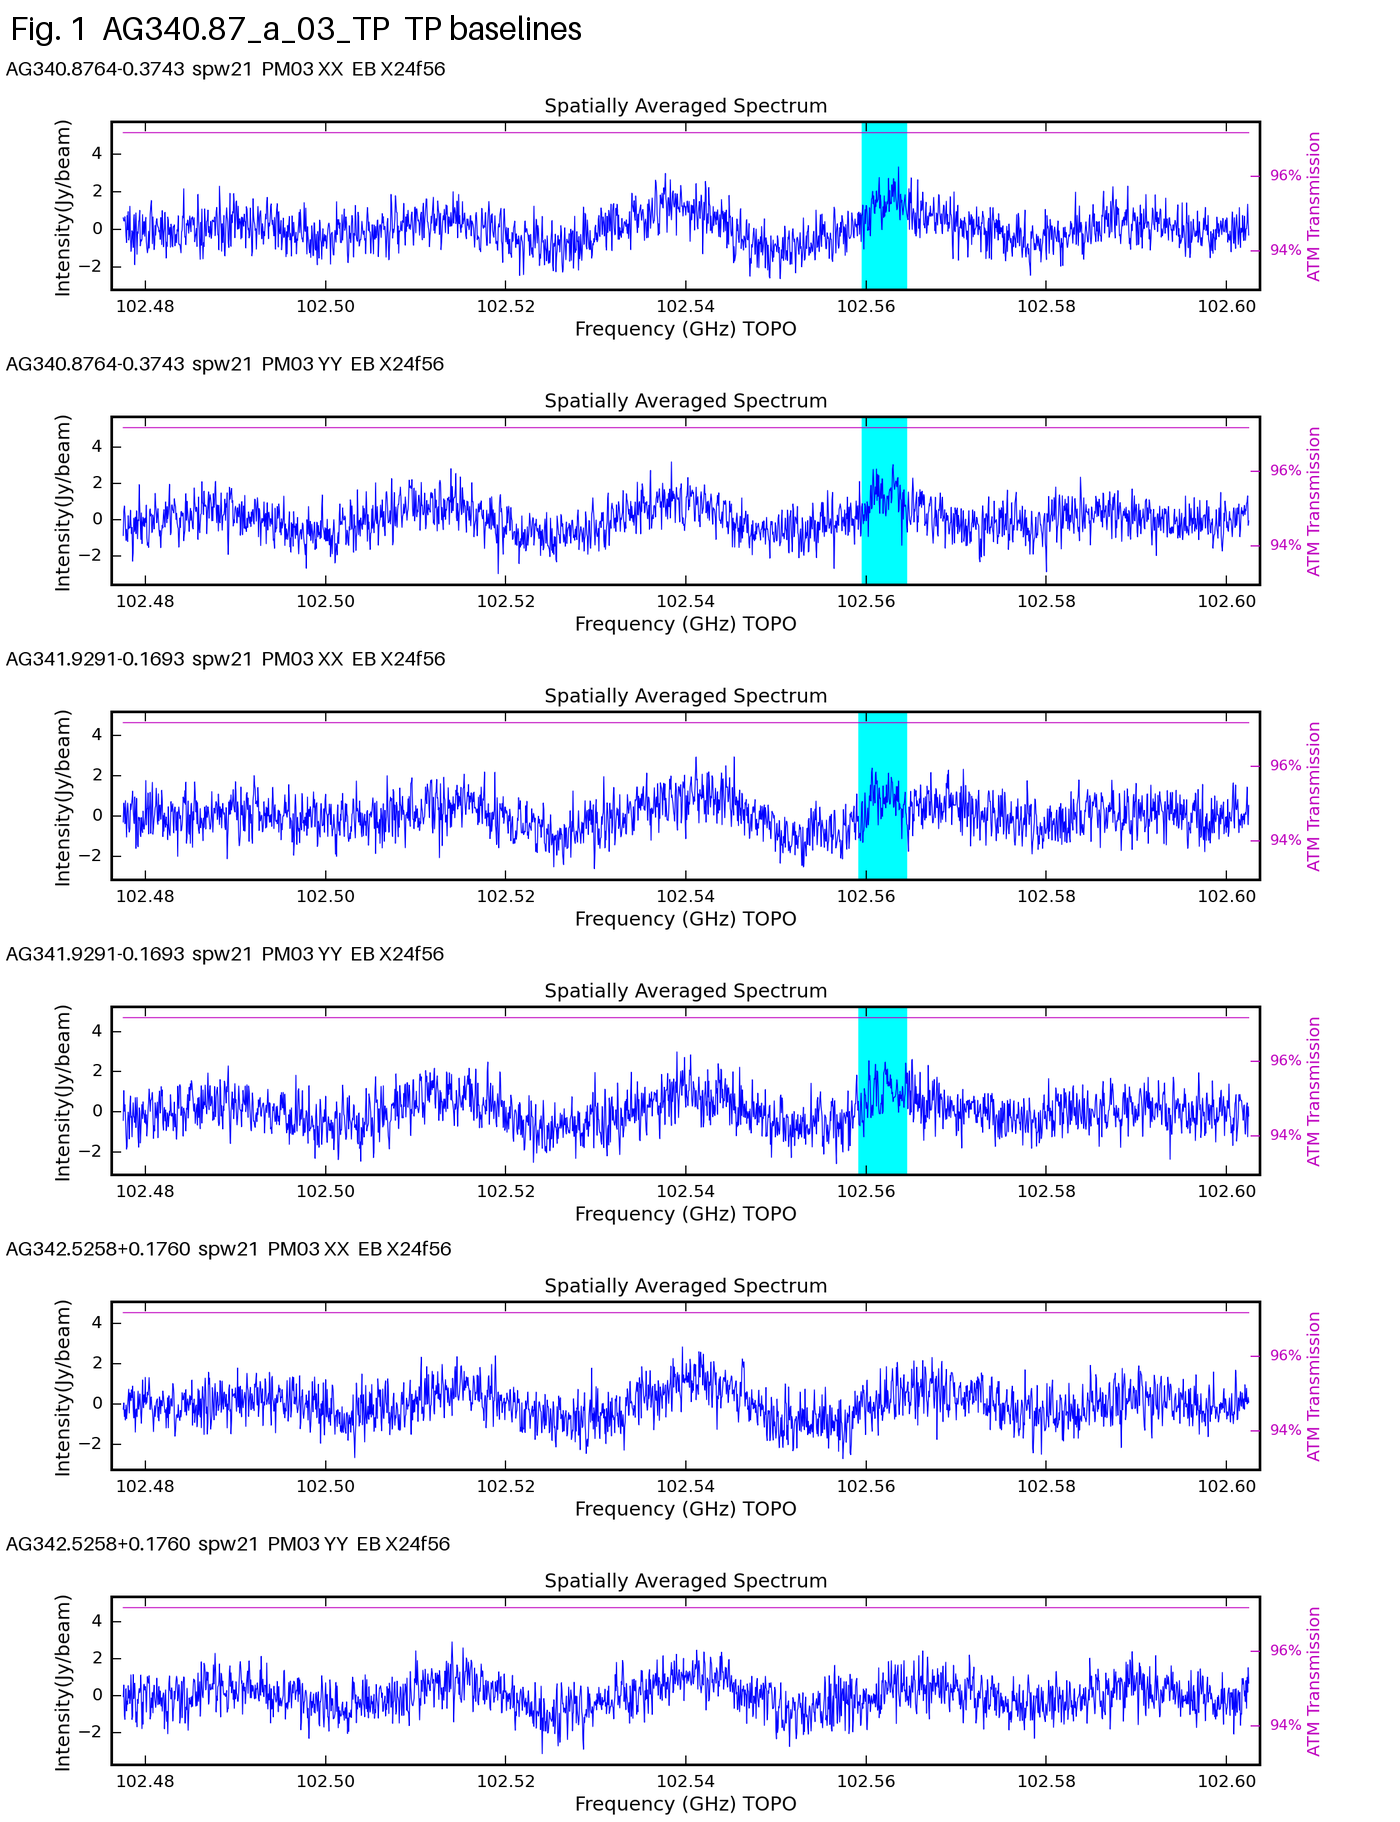 Fig. 1 AG340.87_a_03_TP TP baselines
AG340.8764-0.3743 spw21 PM03 XX EB X24f56
Spatially Averaged Spectrum
Intensity(Jy/beam)
4
2
0
−2
96%
94%
ATM Transmission
102.48 102.50 102.52 102.54 102.56 102.58 102.60
Frequency (GHz) TOPO
AG340.8764-0.3743 spw21 PM03 YY EB X24f56
Spatially Averaged Spectrum
Intensity(Jy/beam)
4
2
0
−2
96%
94%
ATM Transmission
102.48 102.50 102.52 102.54 102.56 102.58 102.60
Frequency (GHz) TOPO
AG341.9291-0.1693 spw21 PM03 XX EB X24f56
Spatially Averaged Spectrum
Intensity(Jy/beam)
4
2
0
−2
96%
94%
ATM Transmission
102.48 102.50 102.52 102.54 102.56 102.58 102.60
Frequency (GHz) TOPO
AG341.9291-0.1693 spw21 PM03 YY EB X24f56
Spatially Averaged Spectrum
Intensity(Jy/beam)
4
2
0
−2
96%
94%
ATM Transmission
102.48 102.50 102.52 102.54 102.56 102.58 102.60
Frequency (GHz) TOPO
AG342.5258+0.1760 spw21 PM03 XX EB X24f56
Spatially Averaged Spectrum
Intensity(Jy/beam)
4
2
0
−2
96%
94%
ATM Transmission
102.48 102.50 102.52 102.54 102.56 102.58 102.60
Frequency (GHz) TOPO
AG342.5258+0.1760 spw21 PM03 YY EB X24f56
Spatially Averaged Spectrum
Intensity(Jy/beam)
4
2
0
−2
96%
94%
ATM Transmission
102.48 102.50 102.52 102.54 102.56 102.58 102.60
Frequency (GHz) TOPO